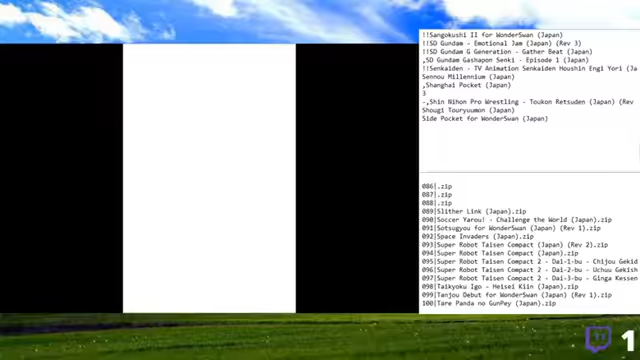 !!Sangokushi II for WonderSwan (Japan)
!!SD Gundam - Emotional Jam (Japan) (Rev 3)
!!SD Gundam G Generation - Gather Beat (Japan)
,SD Gundam Gashapon Senki - Episode 1 (Japan)
!!Senkaiden - TV Animation Senkaiden Houshin Engi Yori (Ja
Sennou Millennium (Japan)
,Shanghai Pocket (Japan)
3
-,Shin Nihon Pro Wrestling - Toukon Retsuden (Japan) (Rev
Shougi Touryuumon (Japan)
Side Pocket for WonderSwan (Japan)
086|.zip
087|.zip
088|.zip
089|Slither Link (Japan).zip
090|Soccer Yarou! - Challenge the World (Japan).zip
091|Sotsugyou for WonderSwan (Japan) (Rev 1).zip
092|Space Invaders (Japan).zip
093|Super Robot Taisen Compact (Japan) (Rev 2).zip
094|Super Robot Taisen Compact (Japan).zip
095|Super Robot Taisen Compact 2 - Dai-1-bu - Chijou Gekid
096|Super Robot Taisen Compact 2 - Dai-2-bu - Uchuu Gekish
097|Super Robot Taisen Compact 2 - Dai-3-bu - Ginga Kessen
098|Taikyoku Igo - Heisei Kiin (Japan).zip
099|Tanjou Debut for WonderSwan (Japan) (Rev 1).zip
100|Tare Panda no GunPey (Japan).zip
1